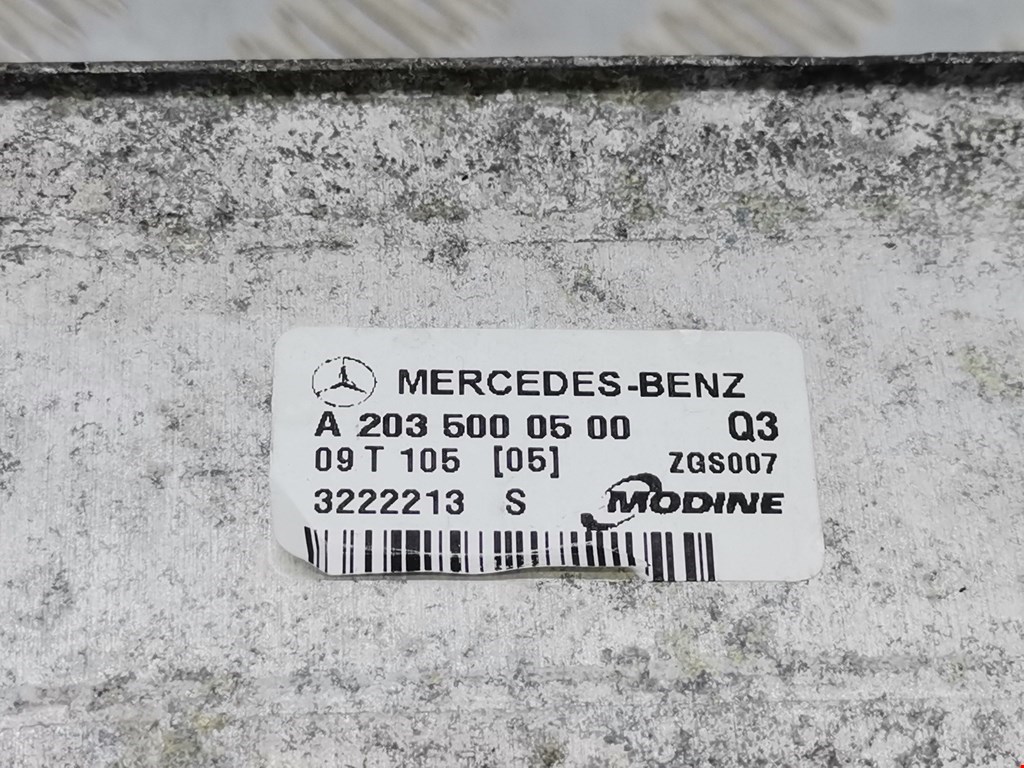 MERCEDES-BENZ
A 203 500 05 00 Q3
09 T 105 [05] ZGS007
3222213 S MODINE